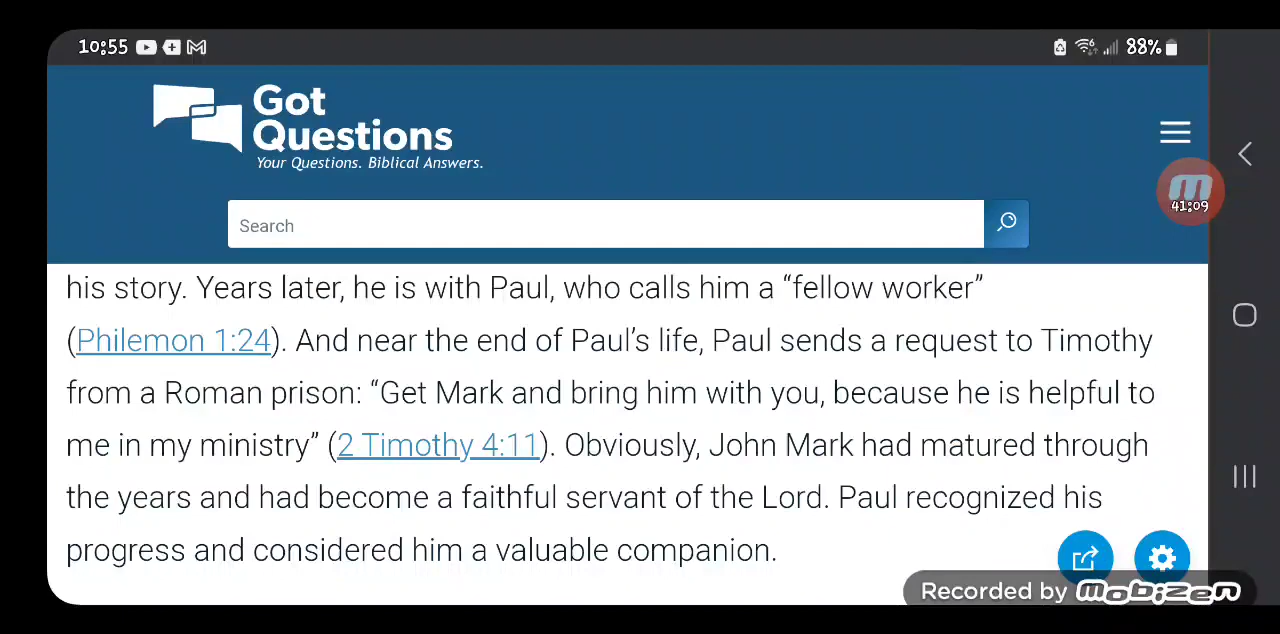 10:55
88%
Got
Questions
Your Questions. Biblical Answers.
41:09
Search
his story. Years later, he is with Paul, who calls him a “fellow worker”
(Philemon 1:24). And near the end of Paul’s life, Paul sends a request to Timothy
from a Roman prison: “Get Mark and bring him with you, because he is helpful to
me in my ministry” (2 Timothy 4:11). Obviously, John Mark had matured through
the years and had become a faithful servant of the Lord. Paul recognized his
progress and considered him a valuable companion.
Recorded by mobizen